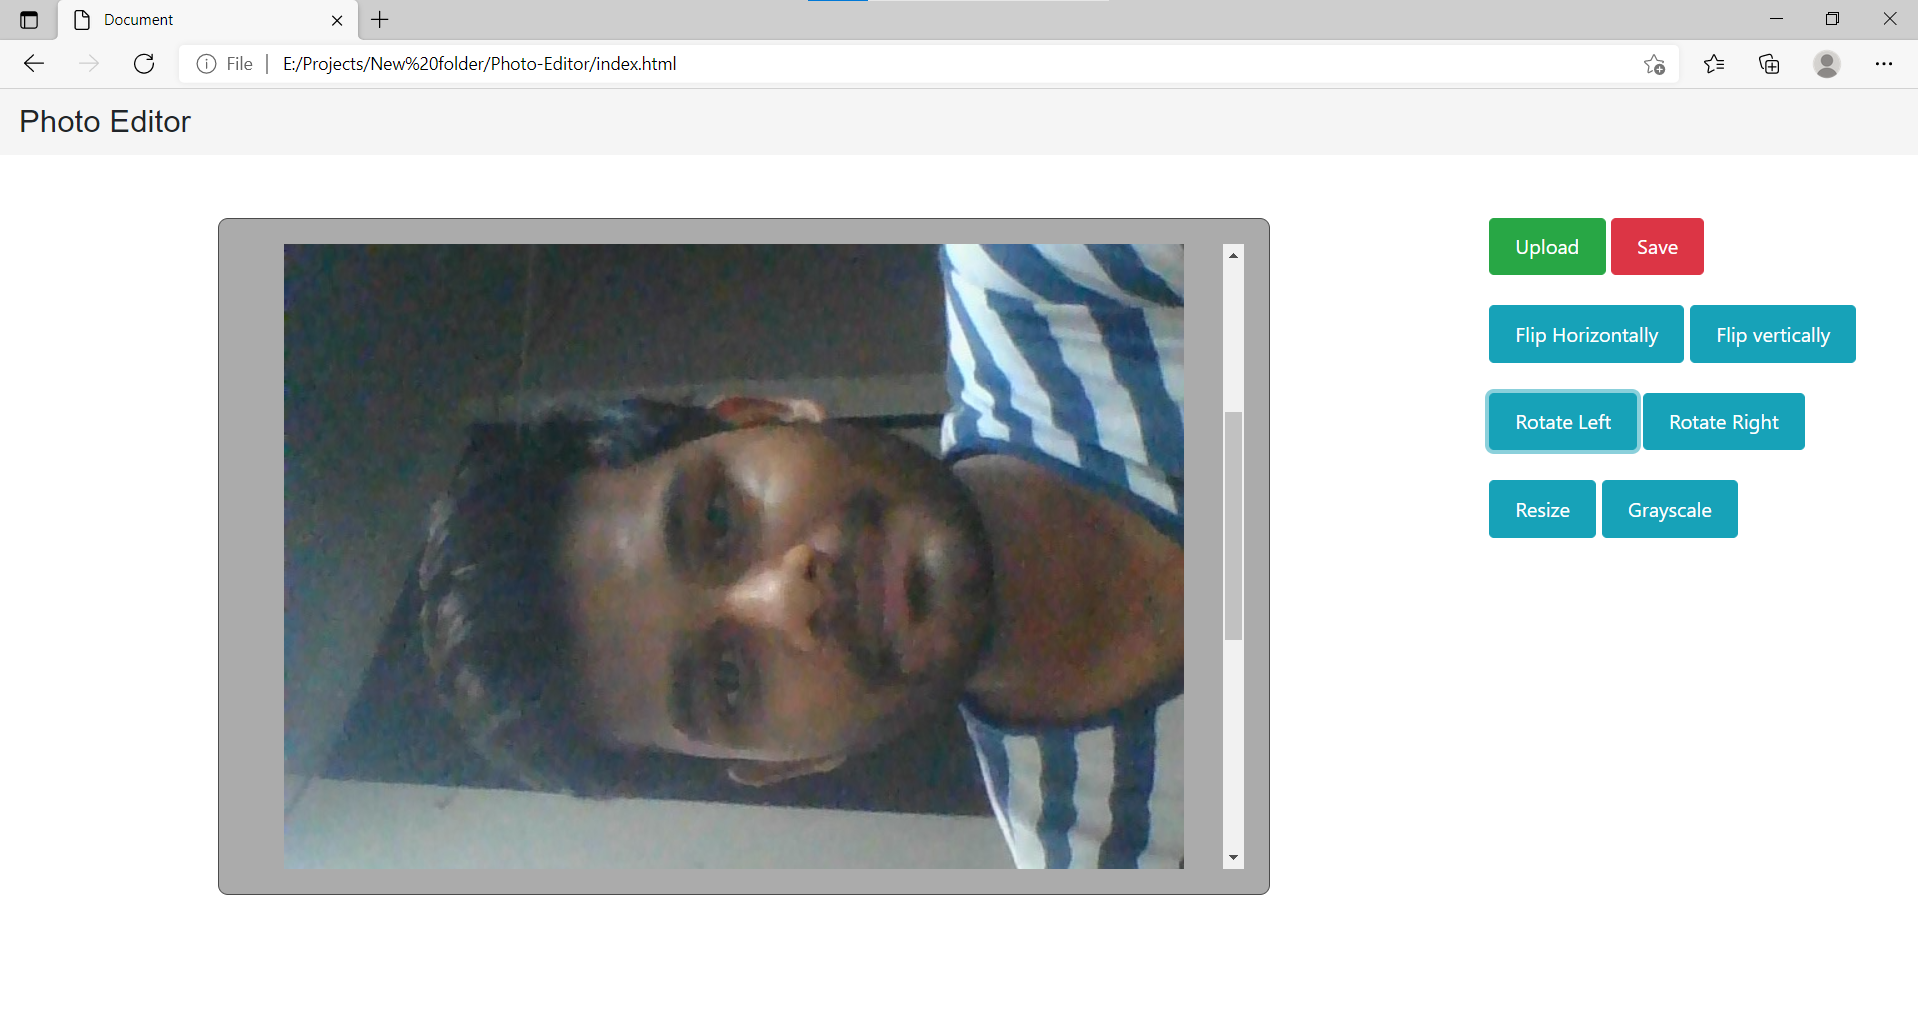 Document
File | E:/Projects/New%20folder/Photo-Editor/index.html
Photo Editor
Upload Save
Flip Horizontally Flip vertically
Rotate Left Rotate Right
Resize Grayscale